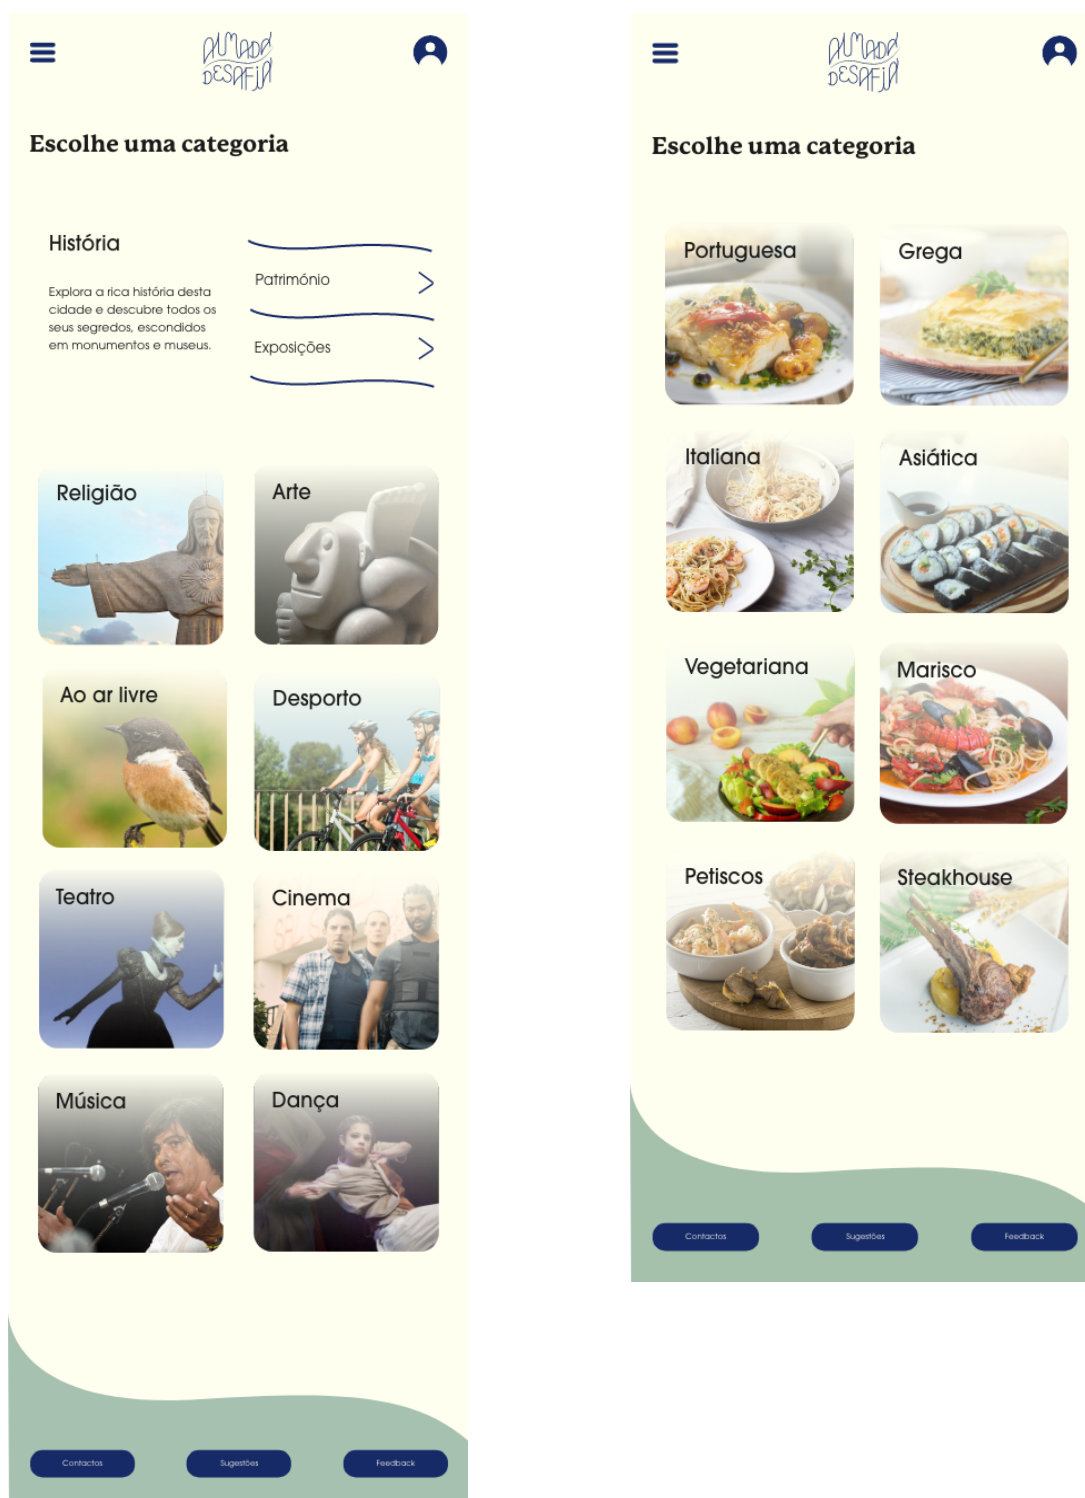 ALMADA
DESAFIA
Escolhe uma categoria
História
Explora a rica história desta
cidade e descubre todos os
seus segredos, escondidos
em monumentos e museus.
Património
Exposições
Religião
Arte
Ao ar livre
Desporto
Teatro
Cinema
Música
Dança
Contactos
Sugestões
Feedback
ALMADA
DESAFIA
Escolhe uma categoria
Portuguesa
Grega
Italiana
Asiática
Vegetariana
Marisco
Petiscos
Steakhouse
Contactos
Sugestões
Feedback